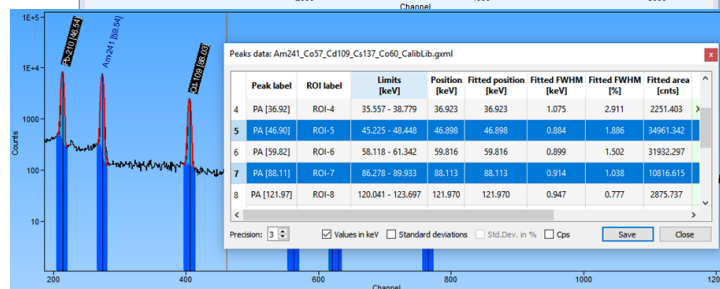 Channel
1E+5
1E+4
1000
100
10
Counts
Pb-210 [46.54]
Am241 [59.54]
Cd109 [88.03]
Peaks data: Am241_Co57_Cd109_Cs137_Co60_CalibLib.gxml x
Peak label ROI label Limits [keV] Position [keV] Fitted position [keV] Fitted FWHM [keV] Fitted FWHM [%] Fitted area [cnts]
4 PA [36.92] ROI-4 35.557 - 38.779 36.923 36.923 1.075 2.911 2251.403
5 PA [46.90] ROI-5 45.225 - 48.448 46.898 46.898 0.884 1.886 34961.342
6 PA [59.82] ROI-6 58.118 - 61.342 59.816 59.816 0.899 1.502 31932.297
7 PA [88.11] ROI-7 86.278 - 89.933 88.113 88.113 0.914 1.038 10816.615
8 PA [121.97] ROI-8 120.041 - 123.697 121.970 121.970 0.947 0.777 2875.737
Precision: 3 Values in keV Standard deviations Std.Dev. in % Cps Save Close
200 400 600 800 1000 120
Channel